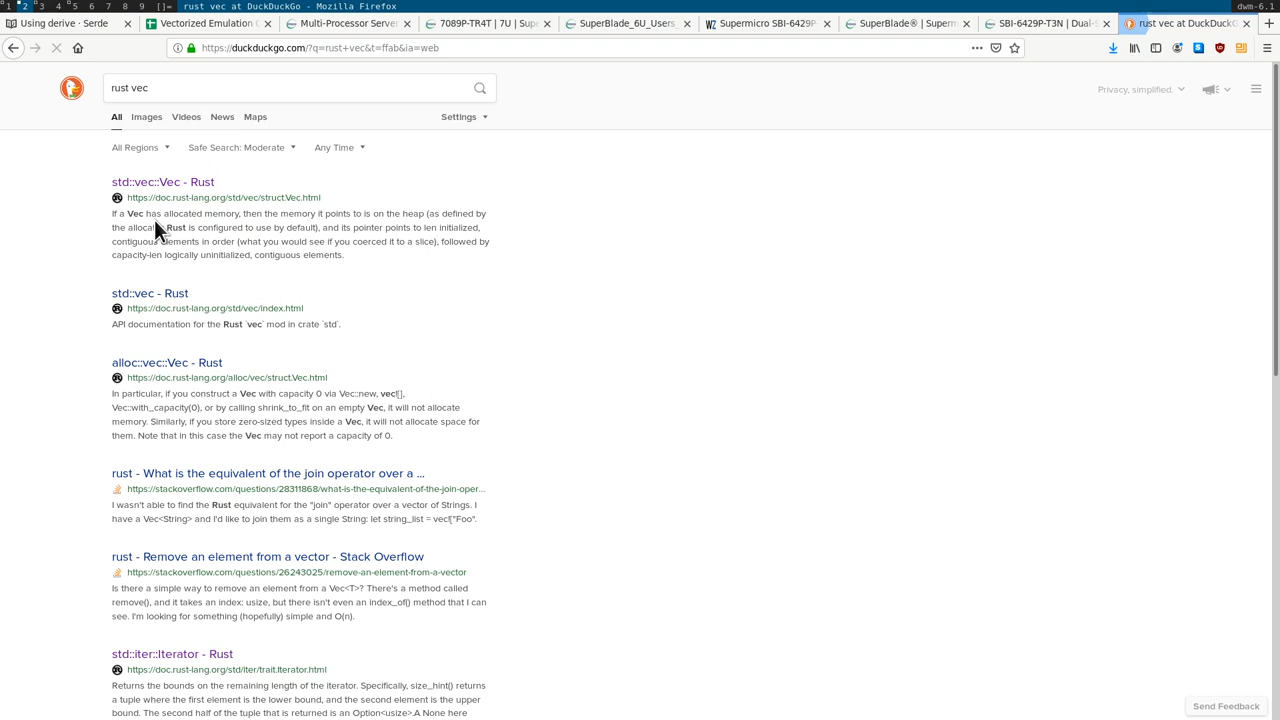 1 2 3 4 5 6 7 8 9 []= rust vec at DuckDuckGo - Mozilla Firefox dwm-6.1
Using derive · Serde
Vectorized Emulation
Multi-Processor Serve
7089P-TR4T | 7U | Supe
SuperBlade_6U_Users_
Supermicro SBI-6429P
SuperBlade® | Superm
SBI-6429P-T3N | Dual-S
rust vec at DuckDuckG
https://duckduckgo.com/?q=rust+vec&t=ffab&ia=web
rust vec
Privacy, simplified.
All Images Videos News Maps Settings
All Regions Safe Search: Moderate Any Time
std::vec::Vec - Rust
https://doc.rust-lang.org/std/vec/struct.Vec.html
If a Vec has allocated memory, then the memory it points to is on the heap (as defined by
the allocat Rust is configured to use by default), and its pointer points to len initialized,
contiguous elements in order (what you would see if you coerced it to a slice), followed by
capacity-len logically uninitialized, contiguous elements.
std::vec - Rust
https://doc.rust-lang.org/std/vec/index.html
API documentation for the Rust `vec` mod in crate `std`.
alloc::vec::Vec - Rust
https://doc.rust-lang.org/alloc/vec/struct.Vec.html
In particular, if you construct a Vec with capacity 0 via Vec::new, vec![],
Vec::with_capacity(0), or by calling shrink_to_fit on an empty Vec, it will not allocate
memory. Similarly, if you store zero-sized types inside a Vec, it will not allocate space for
them. Note that in this case the Vec may not report a capacity of 0.
rust - What is the equivalent of the join operator over a ...
https://stackoverflow.com/questions/28311868/what-is-the-equivalent-of-the-join-oper...
I wasn't able to find the Rust equivalent for the "join" operator over a vector of Strings. I
have a Vec<String> and I'd like to join them as a single String: let string_list = vec!["Foo".
rust - Remove an element from a vector - Stack Overflow
https://stackoverflow.com/questions/26243025/remove-an-element-from-a-vector
Is there a simple way to remove an element from a Vec<T>? There's a method called
remove(), and it takes an index: usize, but there isn't even an index_of() method that I can
see. I'm looking for something (hopefully) simple and O(n).
std::iter::Iterator - Rust
https://doc.rust-lang.org/std/iter/trait.Iterator.html
Returns the bounds on the remaining length of the iterator. Specifically, size_hint() returns
a tuple where the first element is the lower bound, and the second element is the upper
bound. The second half of the tuple that is returned is an Option<usize>.A None here
Send Feedback